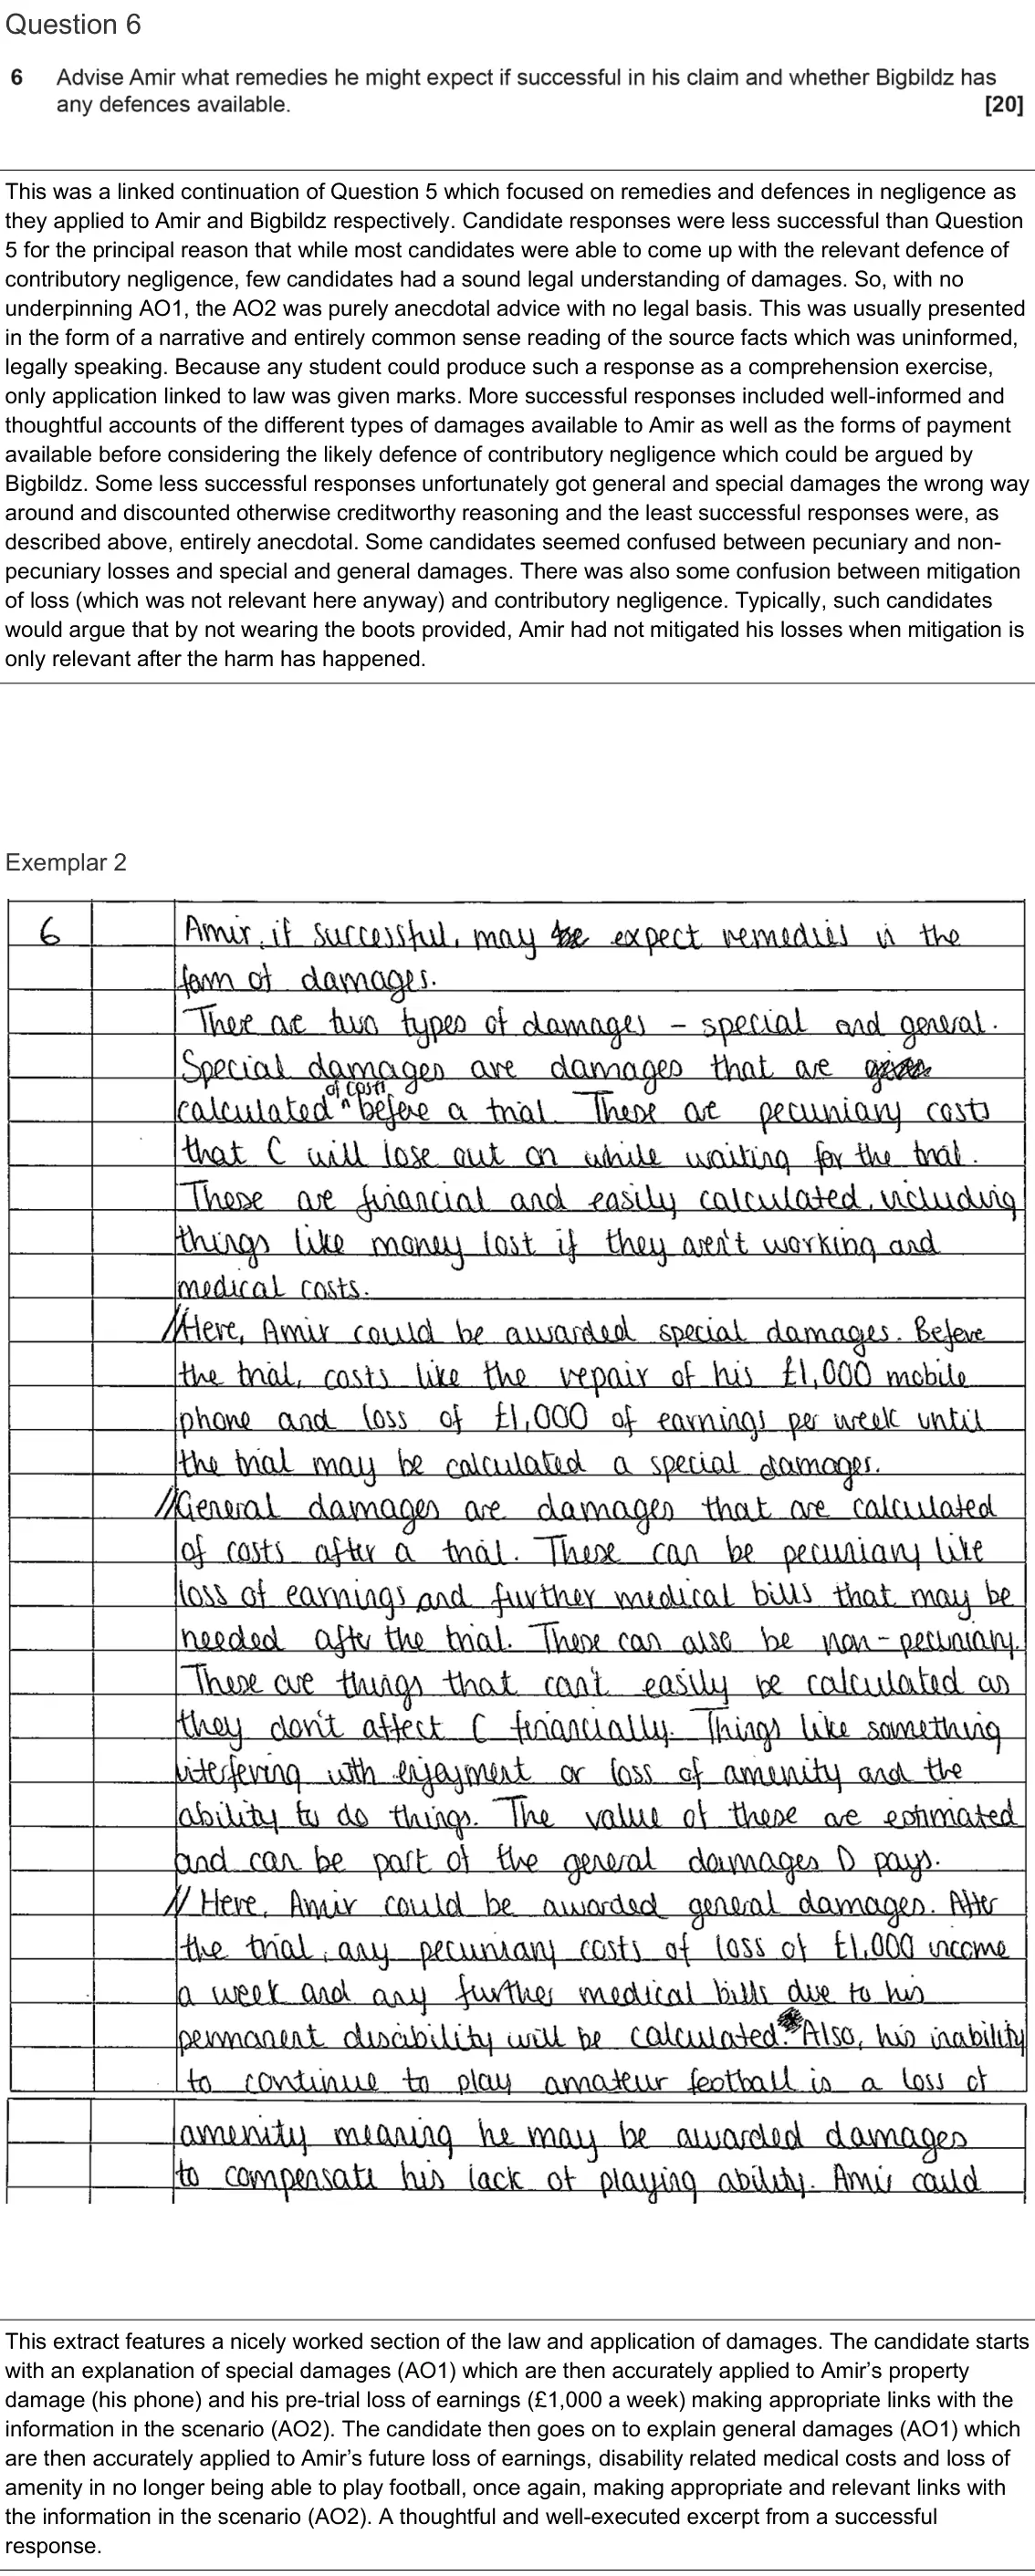 Question 6
6 Advise Amir what remedies he might expect if successful in his claim and whether Bigbildz has
any defences available. [20]
This was a linked continuation of Question 5 which focused on remedies and defences in negligence as
they applied to Amir and Bigbildz respectively. Candidate responses were less successful than Question
5 for the principal reason that while most candidates were able to come up with the relevant defence of
contributory negligence, few candidates had a sound legal understanding of damages. So, with no
underpinning AO1, the AO2 was purely anecdotal advice with no legal basis. This was usually presented
in the form of a narrative and entirely common sense reading of the source facts which was uninformed,
legally speaking. Because any student could produce such a response as a comprehension exercise,
only application linked to law was given marks. More successful responses included well-informed and
thoughtful accounts of the different types of damages available to Amir as well as the forms of payment
available before considering the likely defence of contributory negligence which could be argued by
Bigbildz. Some less successful responses unfortunately got general and special damages the wrong way
around and discounted otherwise creditworthy reasoning and the least successful responses were, as
described above, entirely anecdotal. Some candidates seemed confused between pecuniary and non-
pecuniary losses and special and general damages. There was also some confusion between mitigation
of loss (which was not relevant here anyway) and contributory negligence. Typically, such candidates
would argue that by not wearing the boots provided, Amir had not mitigated his losses when mitigation is
only relevant after the harm has happened.
Exemplar 2
6 Amir, if successful, may expect remedies in the
form of damages.
There are two types of damages - special and general.
Special damages are damages that are
calculated of costs before a trial. These are pecuniary costs
that C will lose out on while waiting for the trial.
These are financial and easily calculated, including
things like money lost if they aren't working and
medical costs.
// Here, Amir could be awarded special damages. Before
the trial, costs like the repair of his £1,000 mobile
phone and loss of £1,000 of earnings per week until
the trial may be calculated a special damages.
// General damages are damages that are calculated
of costs after a trial. These can be pecuniary like
loss of earnings and further medical bills that may be
needed after the trial. These can also be non-pecuniary.
These are things that can't easily be calculated as
they don't affect C financially. Things like something
interfering with enjoyment or loss of amenity and the
ability to do things. The value of these are estimated
and can be part of the general damages D pays.
// Here, Amir could be awarded general damages. After
the trial, any pecuniary costs of loss of £1,000 income
a week and any further medical bills due to his
permanent disability will be calculated. Also, his inability
to continue to play amateur football is a loss of
amenity meaning he may be awarded damages
to compensate his lack of playing ability. Amir could
This extract features a nicely worked section of the law and application of damages. The candidate starts
with an explanation of special damages (AO1) which are then accurately applied to Amir's property
damage (his phone) and his pre-trial loss of earnings (£1,000 a week) making appropriate links with the
information in the scenario (AO2). The candidate then goes on to explain general damages (AO1) which
are then accurately applied to Amir's future loss of earnings, disability related medical costs and loss of
amenity in no longer being able to play football, once again, making appropriate and relevant links with
the information in the scenario (AO2). A thoughtful and well-executed excerpt from a successful
response.